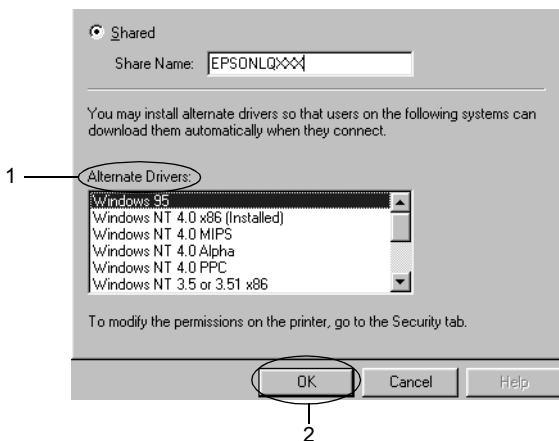 Shared
Share Name: EPSONLQXXX
You may install alternate drivers so that users on the following systems can
download them automatically when they connect.
1
Alternate Drivers:
Windows 95
Windows NT 4.0 x86 (Installed)
Windows NT 4.0 MIPS
Windows NT 4.0 Alpha
Windows NT 4.0 PPC
Windows NT 3.5 or 3.51 x86
To modify the permissions on the printer, go to the Security tab.
OK Cancel Help
2